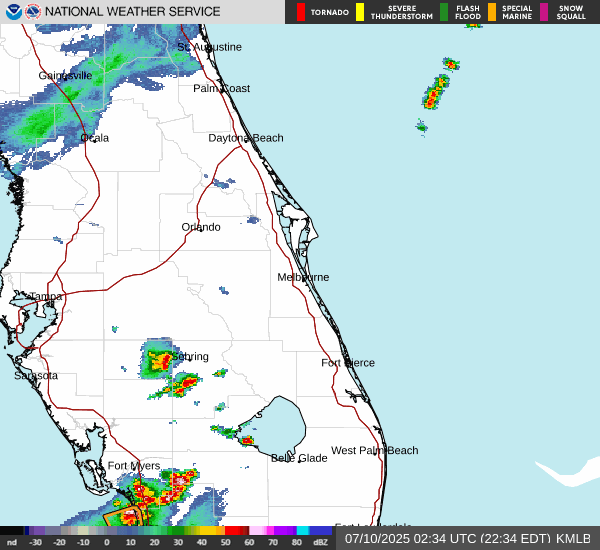 NATIONAL WEATHER SERVICE
TORNADO
SEVERE
THUNDERSTORM
FLASH
FLOOD
SPECIAL
MARINE
SNOW
SQUALL
St. Augustine
Gainesville
Palm Coast
Ocala
Daytona Beach
Orlando
Melbourne
Tampa
Sebring
Fort Pierce
Sarasota
West Palm Beach
Belle Glade
Fort Myers
nd -30 -20 -10 0 10 20 30 40 50 60 70 80 dBZ
07/10/2025 02:34 UTC (22:34 EDT) KMLB